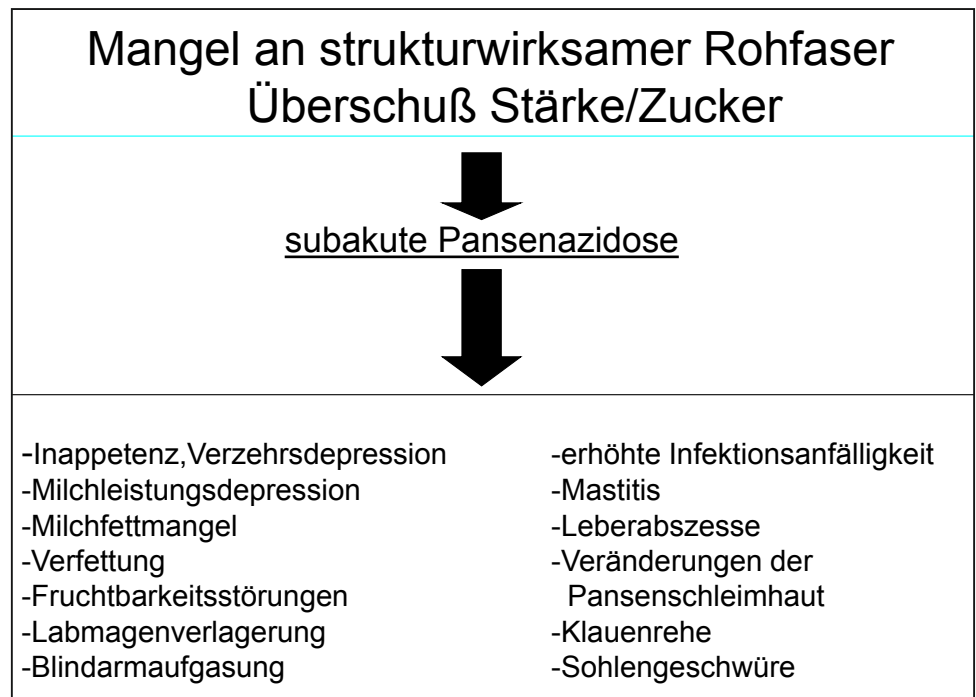 Mangel an strukturwirksamer Rohfaser
Überschuß Stärke/Zucker
subakute Pansenazidose
-Inappetenz,Verzehrsdepression
-Milchleistungsdepression
-Milchfettmangel
-Verfettung
-Fruchtbarkeitsstörungen
-Labmagenverlagerung
-Blindarmaufgasung
-erhöhte Infektionsanfälligkeit
-Mastitis
-Leberabszesse
-Veränderungen der
Pansenschleimhaut
-Klauenrehe
-Sohlengeschwüre